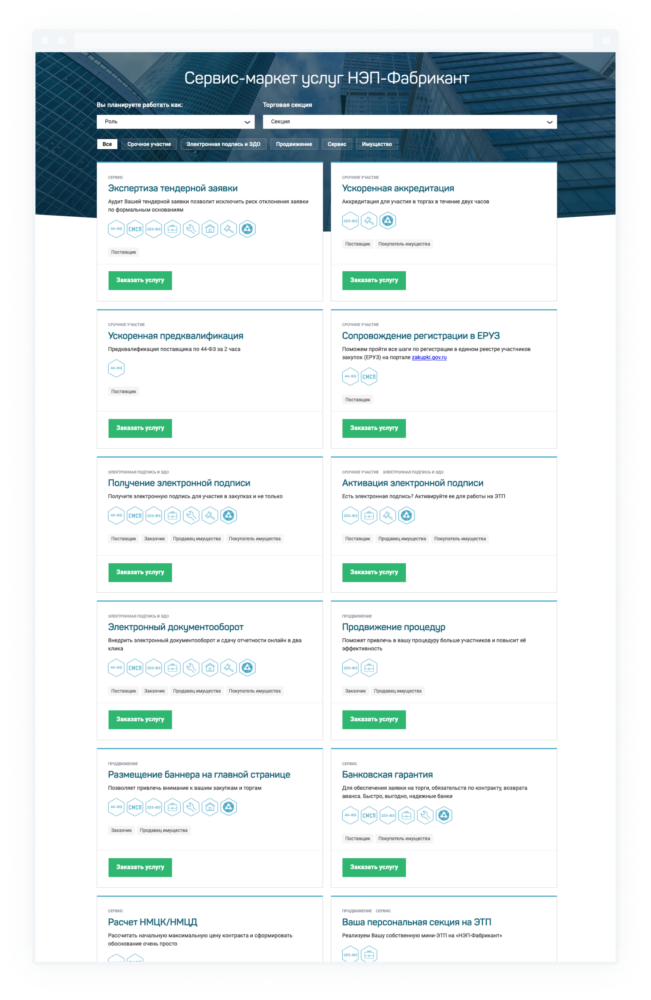 Сервис-маркет услуг НЭП-Фабрикант
Вы планируете работать как:
Торговая секция
Роль
Секция
Все
Срочное участие
Электронная подпись и ЭДО
Продвижение
Сервис
Имущество
СЕРВИС
Экспертиза тендерной заявки
Аудит Вашей тендерной заявки позволит исключить риск отклонения заявки
по формальным основаниям
44-ФЗ СМСП 223-ФЗ
Поставщик
Заказать услугу
СРОЧНОЕ УЧАСТИЕ
Ускоренная аккредитация
Аккредитация для участия в торгах в течение двух часов
223-ФЗ
Поставщик Покупатель имущества
Заказать услугу
СРОЧНОЕ УЧАСТИЕ
Ускоренная предквалификация
Предквалификация поставщика по 44-ФЗ за 2 часа
44-ФЗ
Поставщик
Заказать услугу
СРОЧНОЕ УЧАСТИЕ
Сопровождение регистрации в ЕРУЗ
Поможем пройти все шаги по регистрации в едином реестре участников
закупок (ЕРУЗ) на портале zakupki.gov.ru
44-ФЗ СМСП
Поставщик
Заказать услугу
ЭЛЕКТРОННАЯ ПОДПИСЬ И ЭДО
Получение электронной подписи
Получите электронную подпись для участия в закупках и не только
44-ФЗ СМСП 223-ФЗ
Поставщик Заказчик Продавец имущества Покупатель имущества
Заказать услугу
СРОЧНОЕ УЧАСТИЕ ЭЛЕКТРОННАЯ ПОДПИСЬ И ЭДО
Активация электронной подписи
Есть электронная подпись? Активируйте ее для работы на ЭТП
223-ФЗ
Поставщик Продавец имущества Покупатель имущества
Заказать услугу
ЭЛЕКТРОННАЯ ПОДПИСЬ И ЭДО
Электронный документооборот
Внедрить электронный документооборот и сдачу отчетности онлайн в два
клика
44-ФЗ СМСП 223-ФЗ
Поставщик Заказчик Продавец имущества Покупатель имущества
Заказать услугу
ПРОДВИЖЕНИЕ
Продвижение процедур
Поможет привлечь в вашу процедуру больше участников и повысит её
эффективность
223-ФЗ
Заказчик Продавец имущества
Заказать услугу
ПРОДВИЖЕНИЕ
Размещение баннера на главной странице
Позволяет привлечь внимание к вашим закупкам и торгам
44-ФЗ СМСП 223-ФЗ
Заказчик Продавец имущества
Заказать услугу
СЕРВИС
Банковская гарантия
Для обеспечения заявки на торги, обязательств по контракту, возврата
аванса. Быстро, выгодно, надежные банки
44-ФЗ СМСП 223-ФЗ
Поставщик Покупатель имущества
Заказать услугу
СЕРВИС
Расчет НМЦК/НМЦД
Рассчитать начальную максимальную цену контракта и сформировать
обоснование очень просто
ПРОДВИЖЕНИЕ СЕРВИС
Ваша персональная секция на ЭТП
Реализуем Вашу собственную мини-ЭТП на «НЭП-Фабрикант»
223-ФЗ